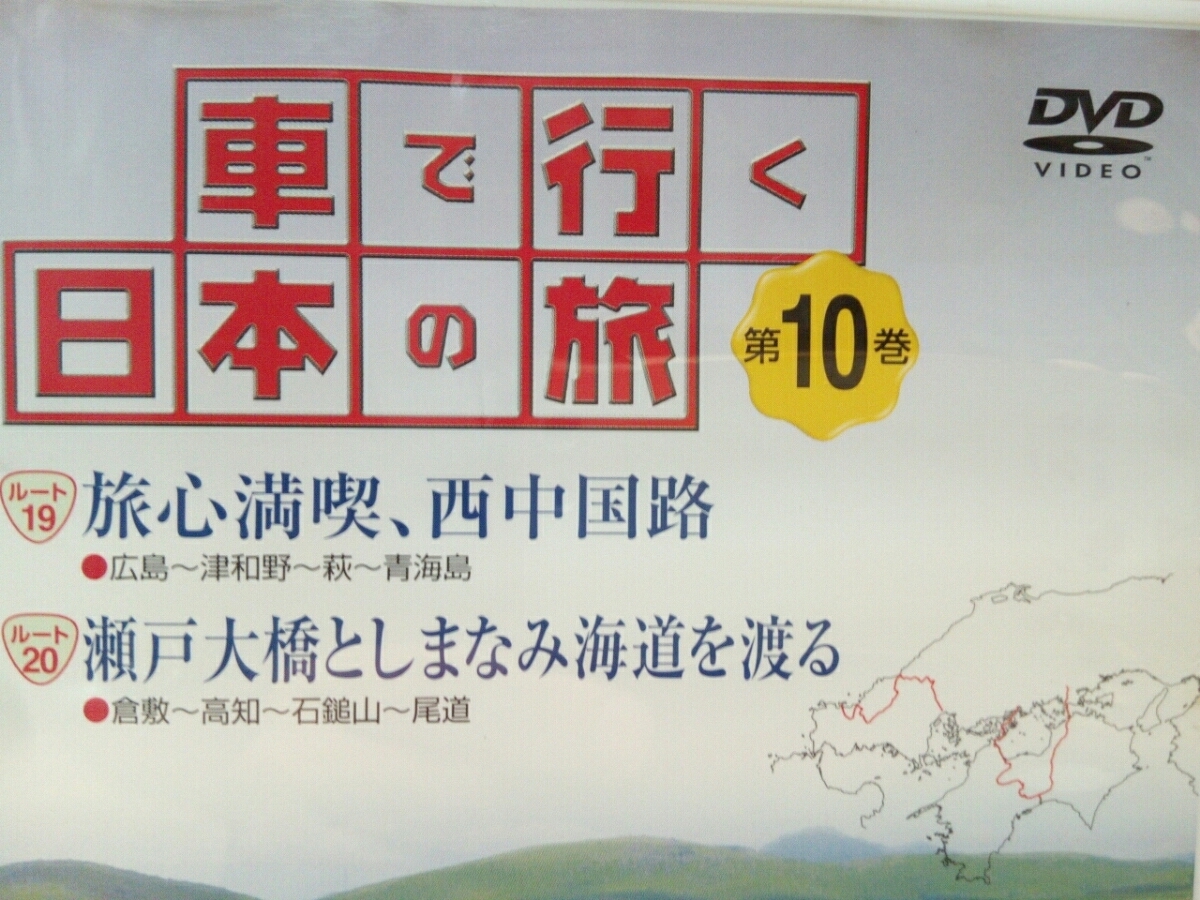 車で行く
日本の旅
第10巻
DVD
VIDEO
TM
ルート
19
旅心満喫、西中国路
●広島～津和野～萩～青海島
ルート
20
瀬戸大橋としまなみ海道を渡る
●倉敷～高知～石鎚山～尾道